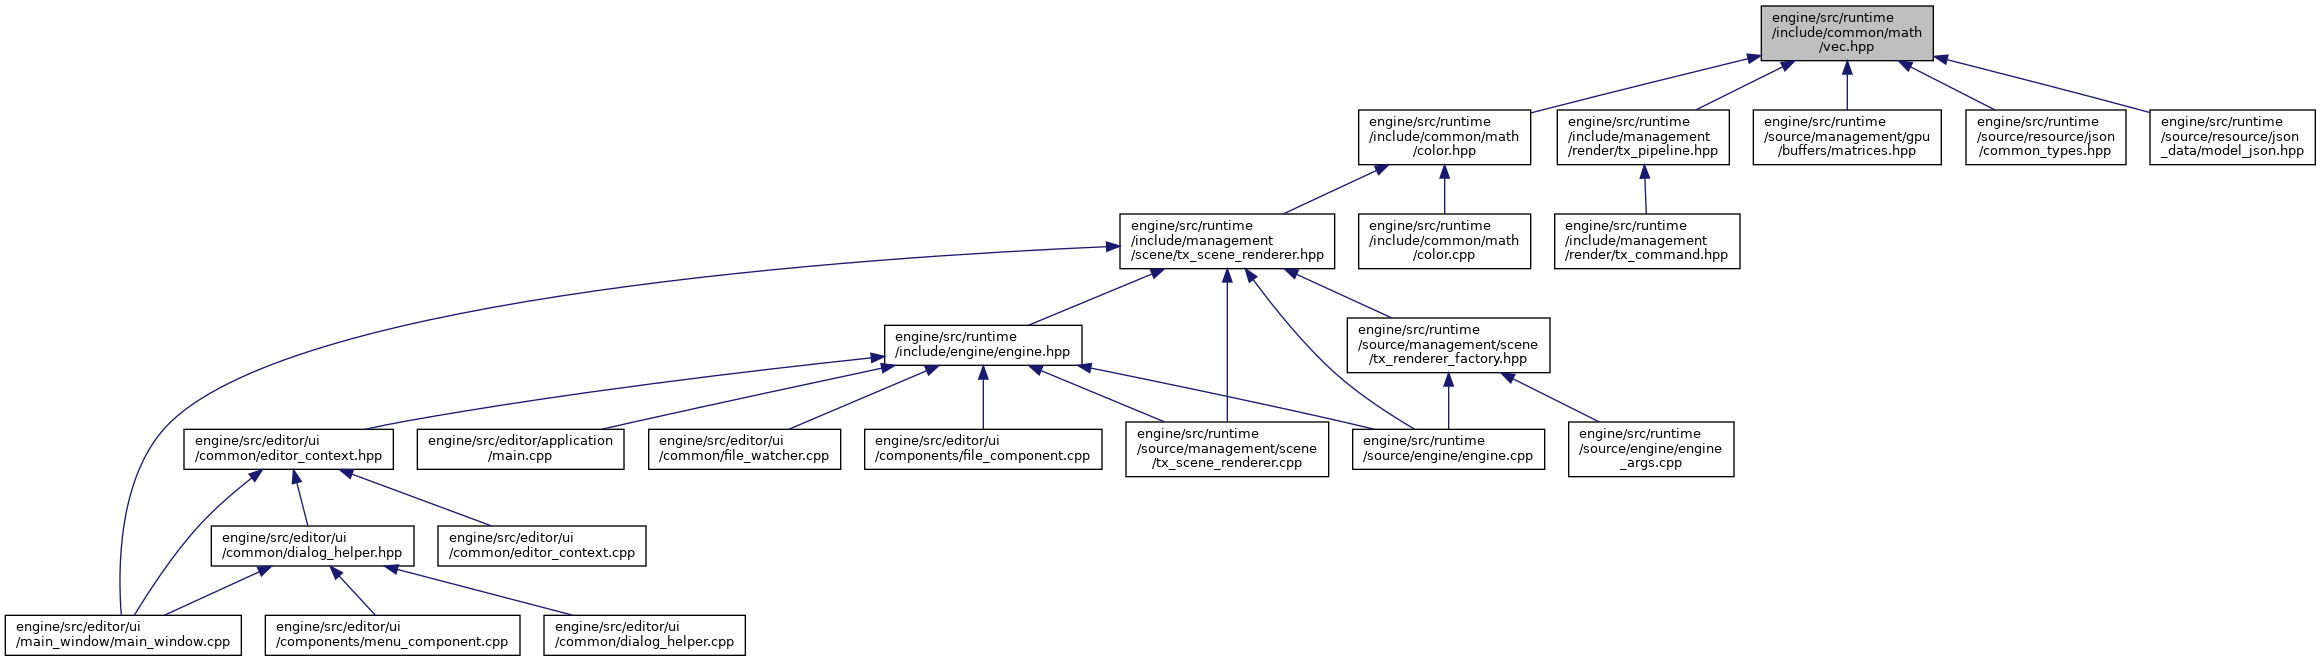 engine/src/runtime
/include/common/math
/vec.hpp
engine/src/runtime
/include/common/math
/color.hpp
engine/src/runtime
/include/management
/render/tx_pipeline.hpp
engine/src/runtime
/source/management/gpu
/buffers/matrices.hpp
engine/src/runtime
/source/resource/json
/common_types.hpp
engine/src/runtime
/source/resource/json
_data/model_json.hpp
engine/src/runtime
/include/management
/scene/tx_scene_renderer.hpp
engine/src/runtime
/include/common/math
/color.cpp
engine/src/runtime
/include/management
/render/tx_command.hpp
engine/src/runtime
/include/engine/engine.hpp
engine/src/runtime
/source/management/scene
/tx_renderer_factory.hpp
engine/src/editor/ui
/common/editor_context.hpp
engine/src/editor/application
/main.cpp
engine/src/editor/ui
/common/file_watcher.cpp
engine/src/editor/ui
/components/file_component.cpp
engine/src/runtime
/source/management/scene
/tx_scene_renderer.cpp
engine/src/runtime
/source/engine/engine.cpp
engine/src/runtime
/source/engine/engine
_args.cpp
engine/src/editor/ui
/common/dialog_helper.hpp
engine/src/editor/ui
/common/editor_context.cpp
engine/src/editor/ui
/main_window/main_window.cpp
engine/src/editor/ui
/components/menu_component.cpp
engine/src/editor/ui
/common/dialog_helper.cpp